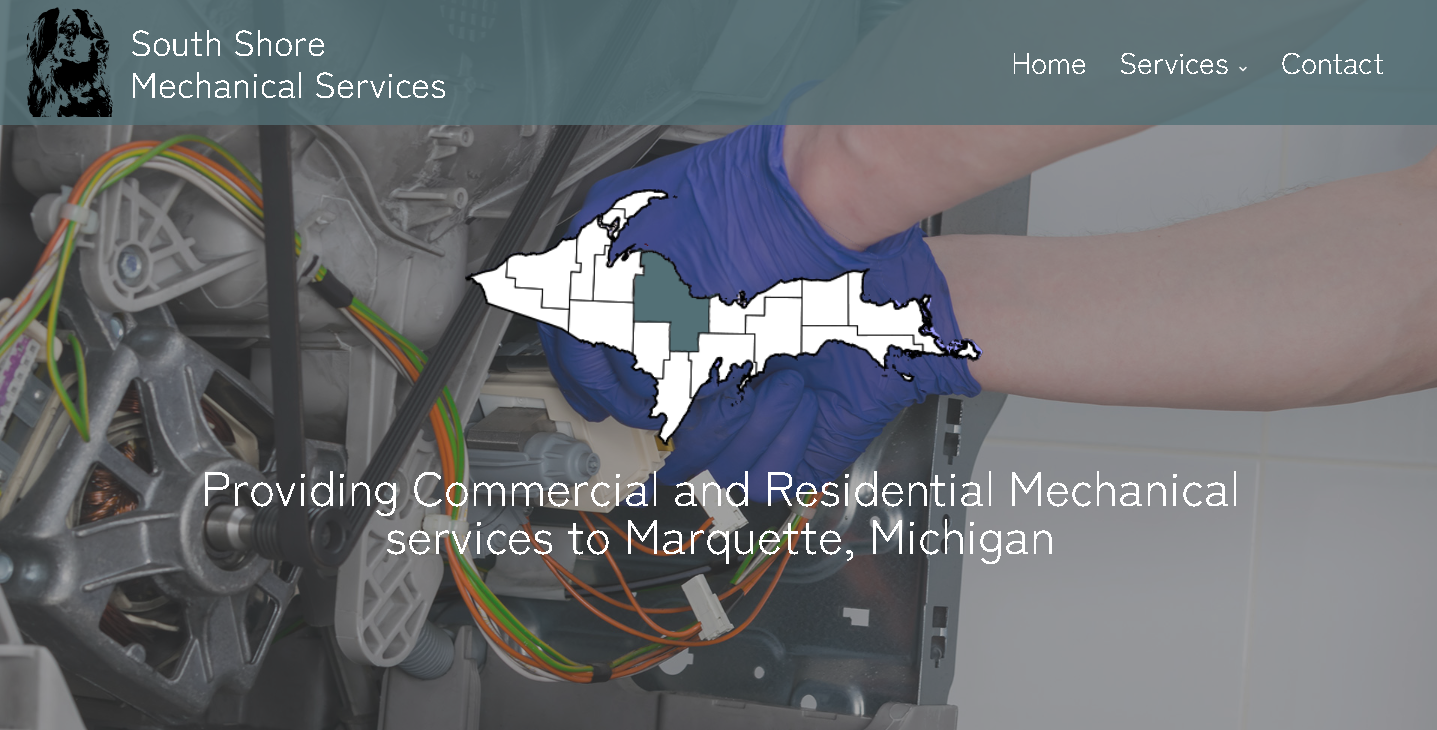 South Shore
Mechanical Services
Home Services Contact
Providing Commercial and Residential Mechanical
services to Marquette, Michigan